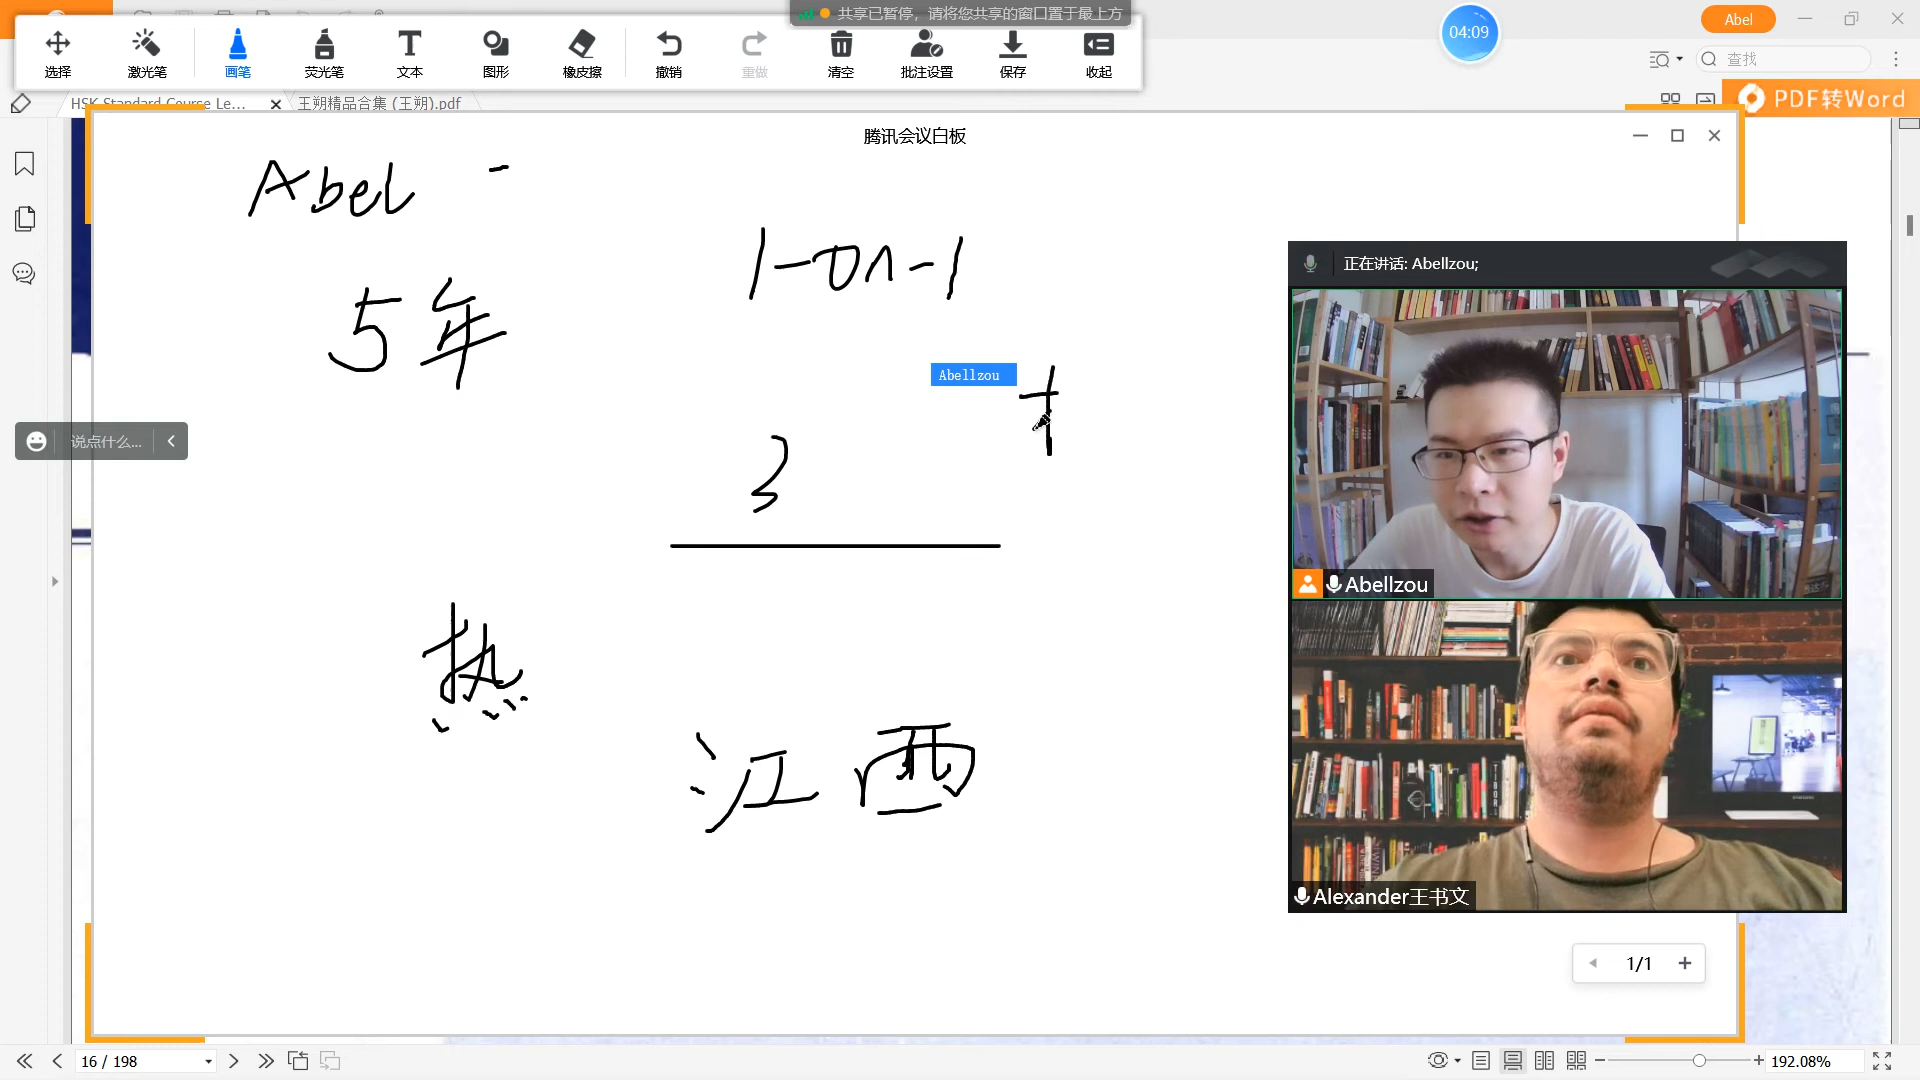 共享已暂停，请将您共享的窗口置于最上方
04:09
Abel
选择 激光笔 画笔 荧光笔 文本 图形 橡皮擦 撤销 重做 清空 批注设置 保存 收起
查找
HSK Standard Course Le...
王朔精品合集 (王朔).pdf
PDF转Word
腾讯会议白板
Abel -
1-on-1
5年
Abellzou
3
热
江西
说点什么...
正在讲话: Abellzou;
Abellzou
Alexander王书文
1/1
16 / 198
192.08%